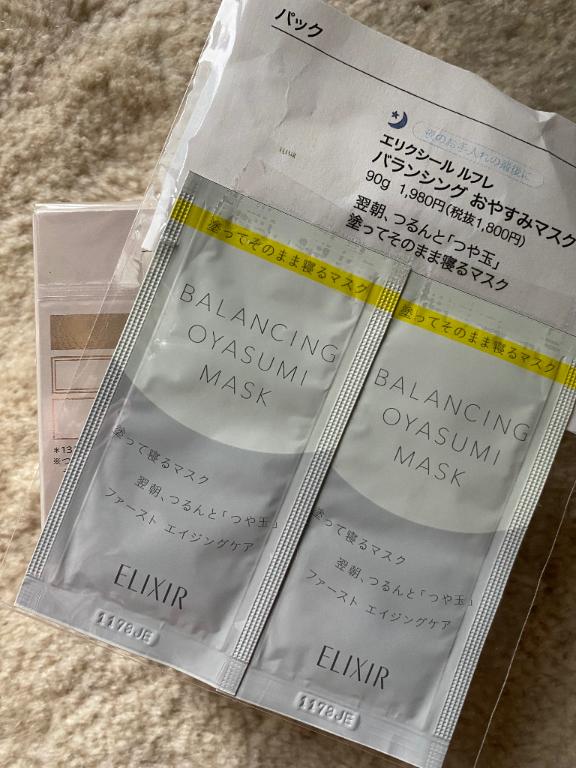 パック
夜のお手入れの最後に
ELIXIR
エリクシール ルフレ
バランシング おやすみマスク
90g 1,980円(税抜1,800円)
翌朝、つるんと「つや玉」
塗ってそのまま寝るマスク
塗ってそのまま寝るマスク
BALANCING
OYASUMI
MASK
塗って寝るマスク
翌朝、つるんと「つや玉」
ファースト エイジングケア
ELIXIR
1178JE
塗ってそのまま寝るマスク
BALANCING
OYASUMI
MASK
塗って寝るマスク
翌朝、つるんと「つや玉」
ファースト エイジングケア
ELIXIR
1178JE
*13
※つ